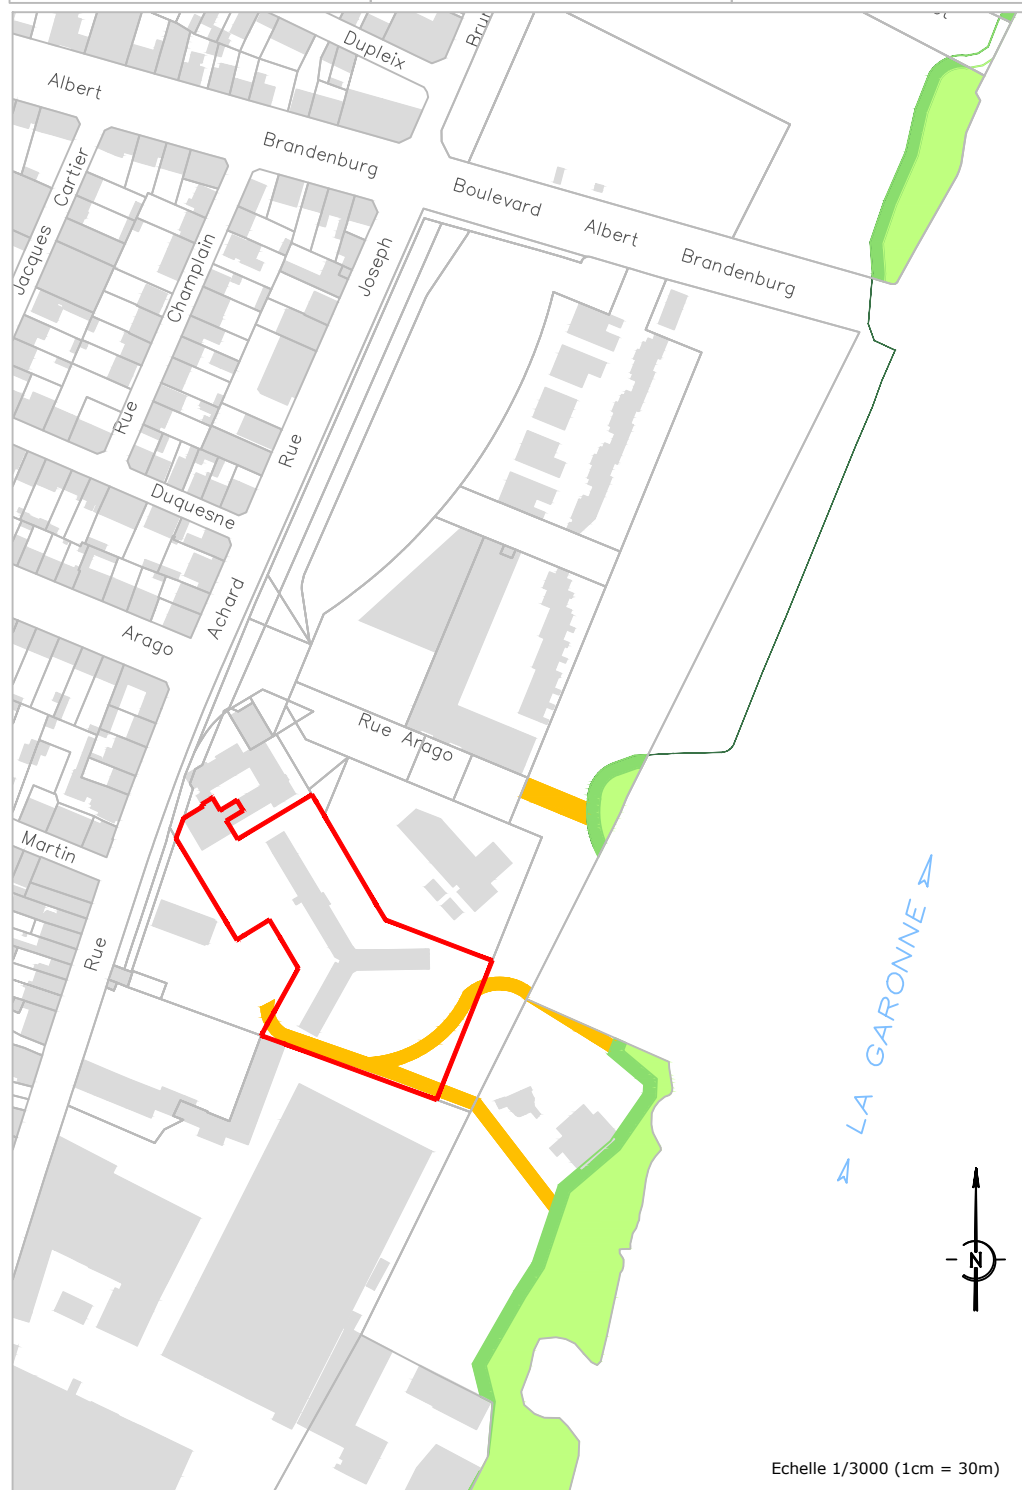 Dupleix
Albert
Brandenburg
Boulevard
Albert
Brandenburg
Cartier
Jacques
Champlain
Rue
Joseph
Rue
Achard
Duquesne
Arago
Rue Arago
Martin
Rue
LA GARONNE
N
Echelle 1/3000 (1cm = 30m)